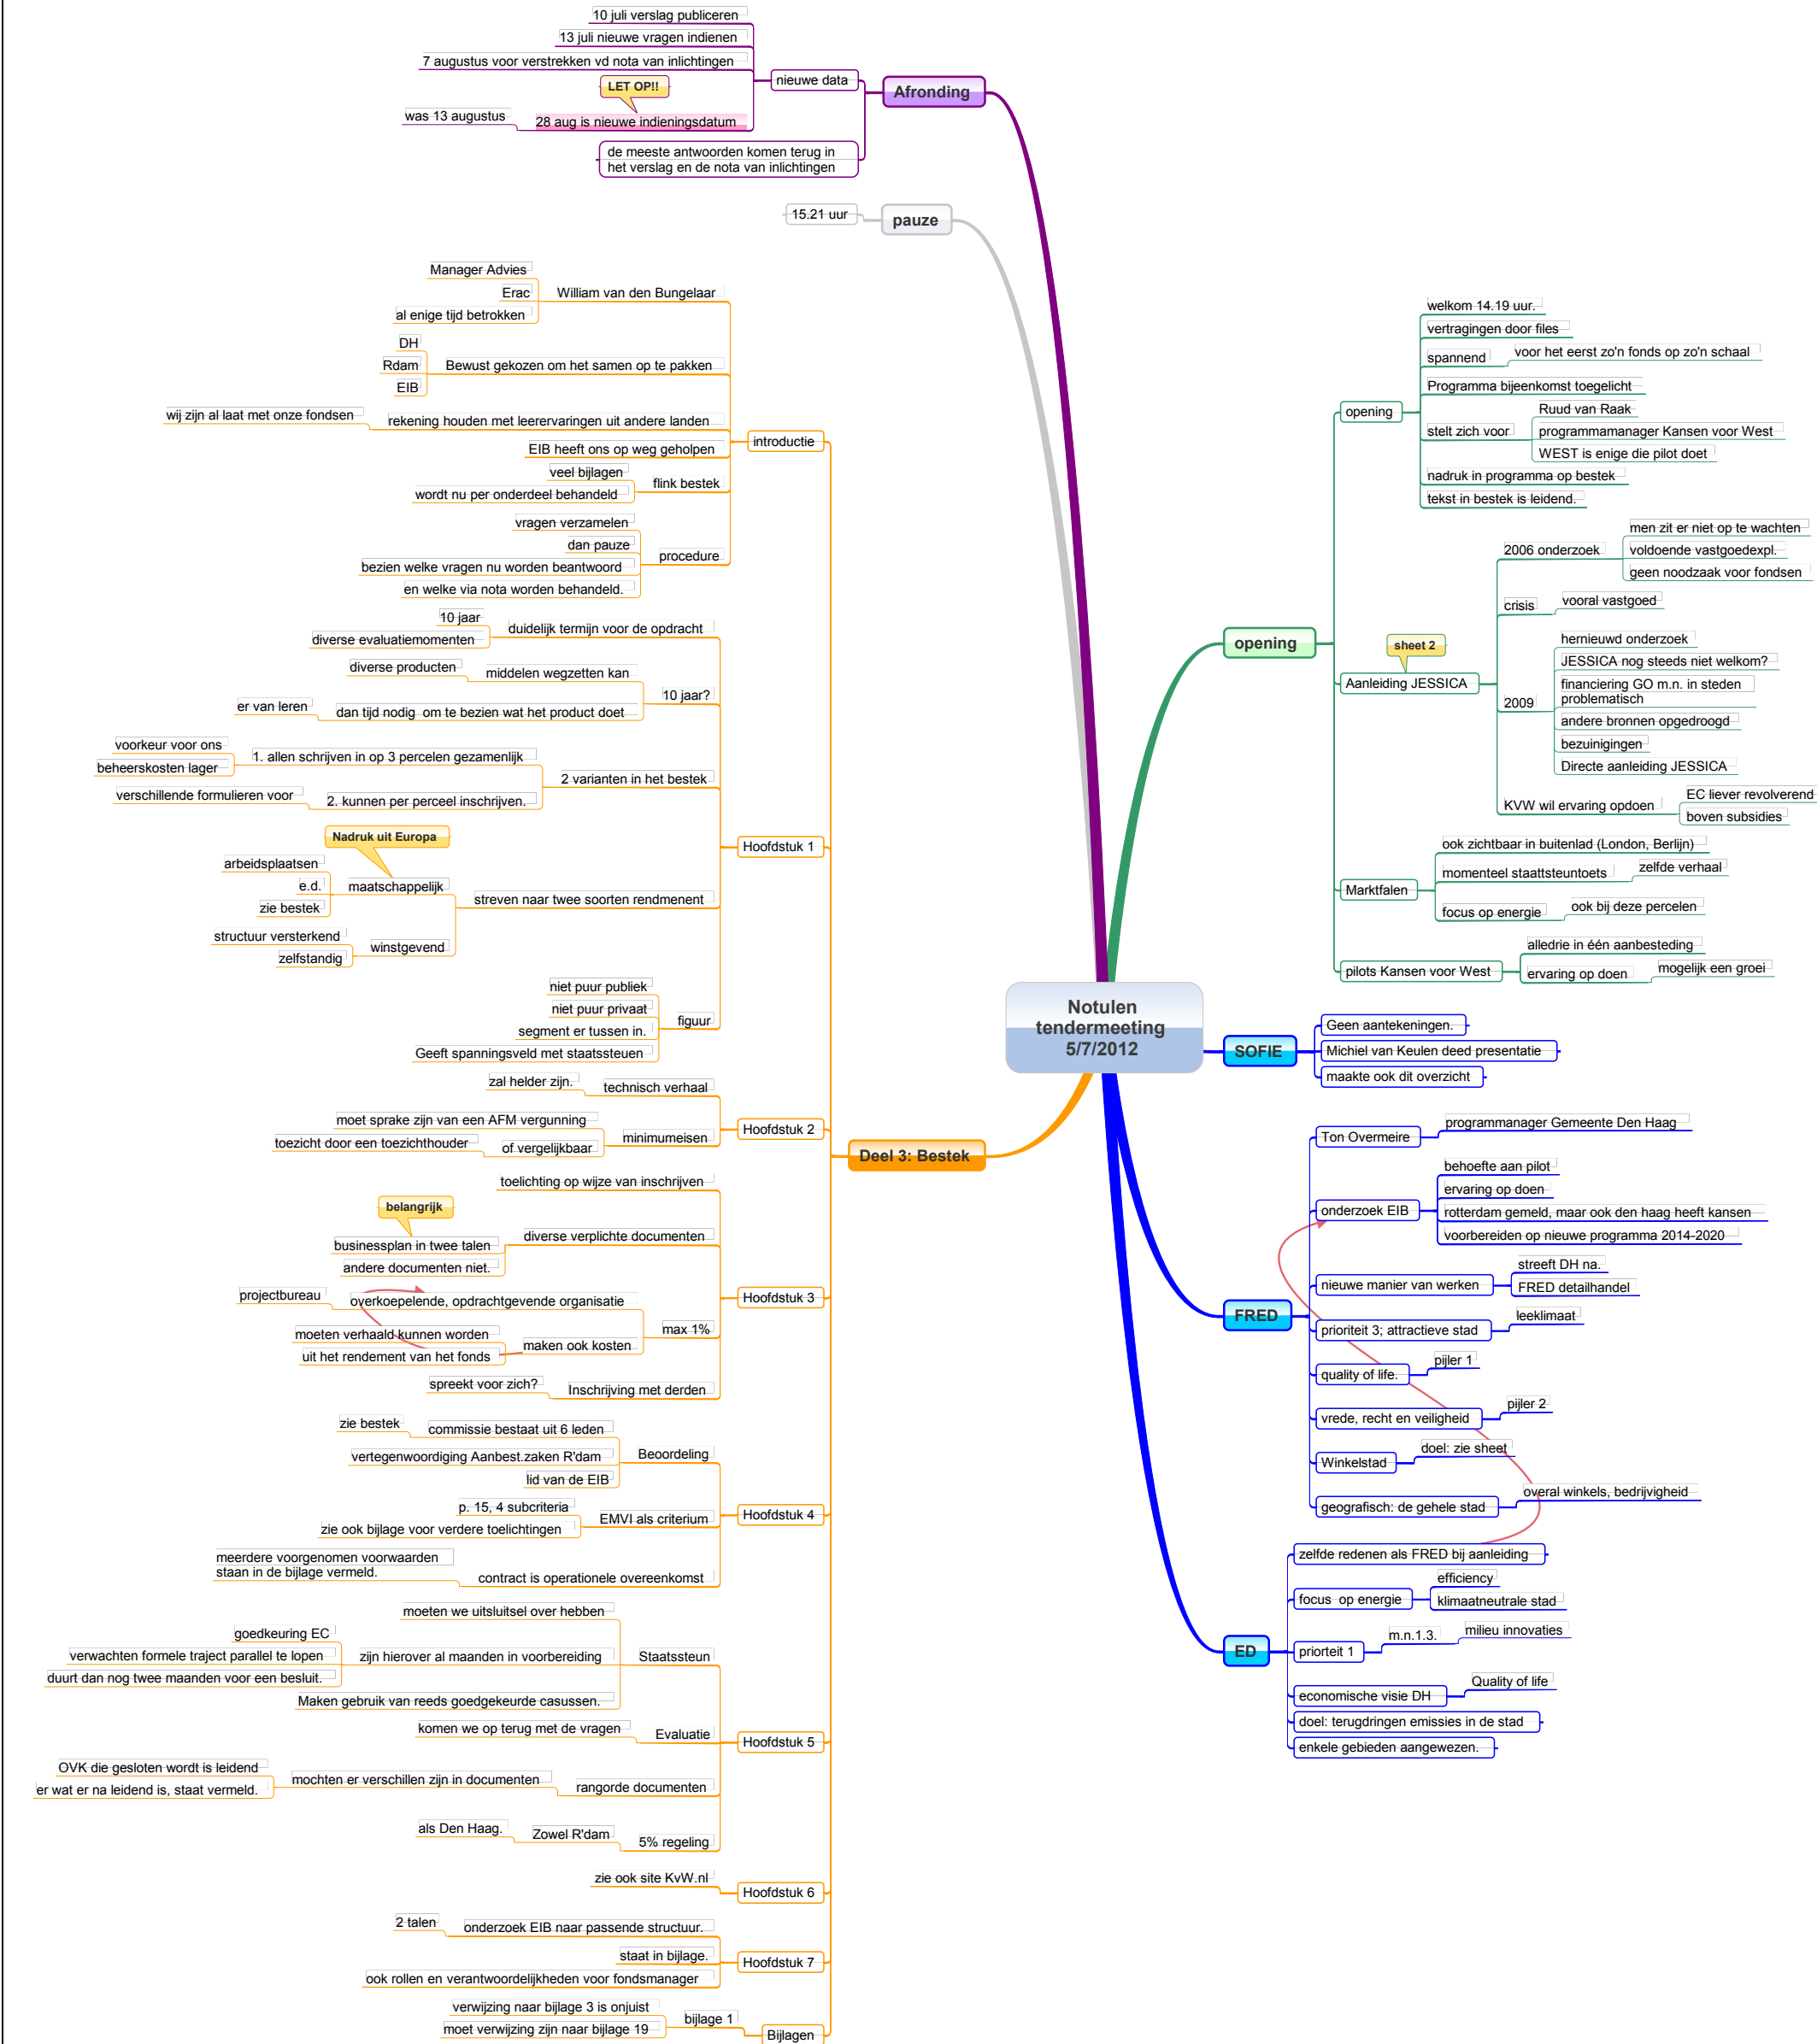 Notulen
tendermeeting
5/7/2012
opening
opening
welkom 14.19 uur.
vertragingen door files
spannend
voor het eerst zo'n fonds op zo'n schaal
Programma bijeenkomst toegelicht
stelt zich voor
Ruud van Raak
programmamanager Kansen voor West
WEST is enige die pilot doet
nadruk in programma op bestek
tekst in bestek is leidend.
sheet 2
Aanleiding JESSICA
2006 onderzoek
men zit er niet op te wachten
voldoende vastgoedexpl.
geen noodzaak voor fondsen
crisis
vooral vastgoed
2009
hernieuwd onderzoek
JESSICA nog steeds niet welkom?
financiering GO m.n. in steden
problematisch
andere bronnen opgedroogd
bezuinigingen
Directe aanleiding JESSICA
KVW wil ervaring opdoen
EC liever revolverend
boven subsidies
Marktfalen
ook zichtbaar in buitenlad (London, Berlijn)
momenteel staattsteuntoets
zelfde verhaal
focus op energie
ook bij deze percelen
pilots Kansen voor West
alledrie in één aanbesteding
ervaring op doen
mogelijk een groei
SOFIE
Geen aantekeningen.
Michiel van Keulen deed presentatie
maakte ook dit overzicht
FRED
Ton Overmeire
programmanager Gemeente Den Haag
onderzoek EIB
behoefte aan pilot
ervaring op doen
rotterdam gemeld, maar ook den haag heeft kansen
voorbereiden op nieuwe programma 2014-2020
nieuwe manier van werken
streeft DH na.
FRED detailhandel
prioriteit 3; attractieve stad
leeklimaat
quality of life.
pijler 1
vrede, recht en veiligheid
pijler 2
Winkelstad
doel: zie sheet
geografisch: de gehele stad
overal winkels, bedrijvigheid
ED
zelfde redenen als FRED bij aanleiding
focus  op energie
efficiency
klimaatneutrale stad
priorteit 1
m.n.1.3.
milieu innovaties
economische visie DH
Quality of life
doel: terugdringen emissies in de stad
enkele gebieden aangewezen.
Deel 3: Bestek
introductie
William van den Bungelaar
Manager Advies
Erac
al enige tijd betrokken
Bewust gekozen om het samen op te pakken
DH
Rdam
EIB
rekening houden met leerervaringen uit andere landen
wij zijn al laat met onze fondsen
EIB heeft ons op weg geholpen
flink bestek
veel bijlagen
wordt nu per onderdeel behandeld
procedure
vragen verzamelen
dan pauze
bezien welke vragen nu worden beantwoord
en welke via nota worden behandeld.
Hoofdstuk 1
duidelijk termijn voor de opdracht
10 jaar
diverse evaluatiemomenten
10 jaar?
middelen wegzetten kan
diverse producten
dan tijd nodig  om te bezien wat het product doet
er van leren
2 varianten in het bestek
1. allen schrijven in op 3 percelen gezamenlijk
voorkeur voor ons
beheerskosten lager
2. kunnen per perceel inschrijven.
verschillende formulieren voor
streven naar twee soorten rendmenent
Nadruk uit Europa
maatschappelijk
arbeidsplaatsen
e.d.
zie bestek
winstgevend
structuur versterkend
zelfstandig
figuur
niet puur publiek
niet puur privaat
segment er tussen in.
Geeft spanningsveld met staatssteuen
Hoofdstuk 2
technisch verhaal
zal helder zijn.
minimumeisen
moet sprake zijn van een AFM vergunning
of vergelijkbaar
toezicht door een toezichthouder
Hoofdstuk 3
toelichting op wijze van inschrijven
diverse verplichte documenten
belangrijk
businessplan in twee talen
andere documenten niet.
max 1%
overkoepelende, opdrachtgevende organisatie
projectbureau
maken ook kosten
moeten verhaald kunnen worden
uit het rendement van het fonds
Inschrijving met derden
spreekt voor zich?
Hoofdstuk 4
Beoordeling
commissie bestaat uit 6 leden
zie bestek
vertegenwoordiging Aanbest.zaken R'dam
lid van de EIB
EMVI als criterium
p. 15, 4 subcriteria
zie ook bijlage voor verdere toelichtingen
contract is operationele overeenkomst
meerdere voorgenomen voorwaarden
staan in de bijlage vermeld.
Hoofdstuk 5
Staatssteun
moeten we uitsluitsel over hebben
zijn hierover al maanden in voorbereiding
goedkeuring EC
verwachten formele traject parallel te lopen
duurt dan nog twee maanden voor een besluit.
Maken gebruik van reeds goedgekeurde casussen.
Evaluatie
komen we op terug met de vragen
rangorde documenten
mochten er verschillen zijn in documenten
OVK die gesloten wordt is leidend
er wat er na leidend is, staat vermeld.
5% regeling
Zowel R'dam
als Den Haag.
Hoofdstuk 6
zie ook site KvW.nl
Hoofdstuk 7
onderzoek EIB naar passende structuur.
2 talen
staat in bijlage.
ook rollen en verantwoordelijkheden voor fondsmanager
Bijlagen
bijlage 1
verwijzing naar bijlage 3 is onjuist
moet verwijzing zijn naar bijlage 19
pauze
15.21 uur
Afronding
nieuwe data
10 juli verslag publiceren
13 juli nieuwe vragen indienen
7 augustus voor verstrekken vd nota van inlichtingen
LET OP!!
28 aug is nieuwe indieningsdatum
was 13 augustus
de meeste antwoorden komen terug in
het verslag en de nota van inlichtingen